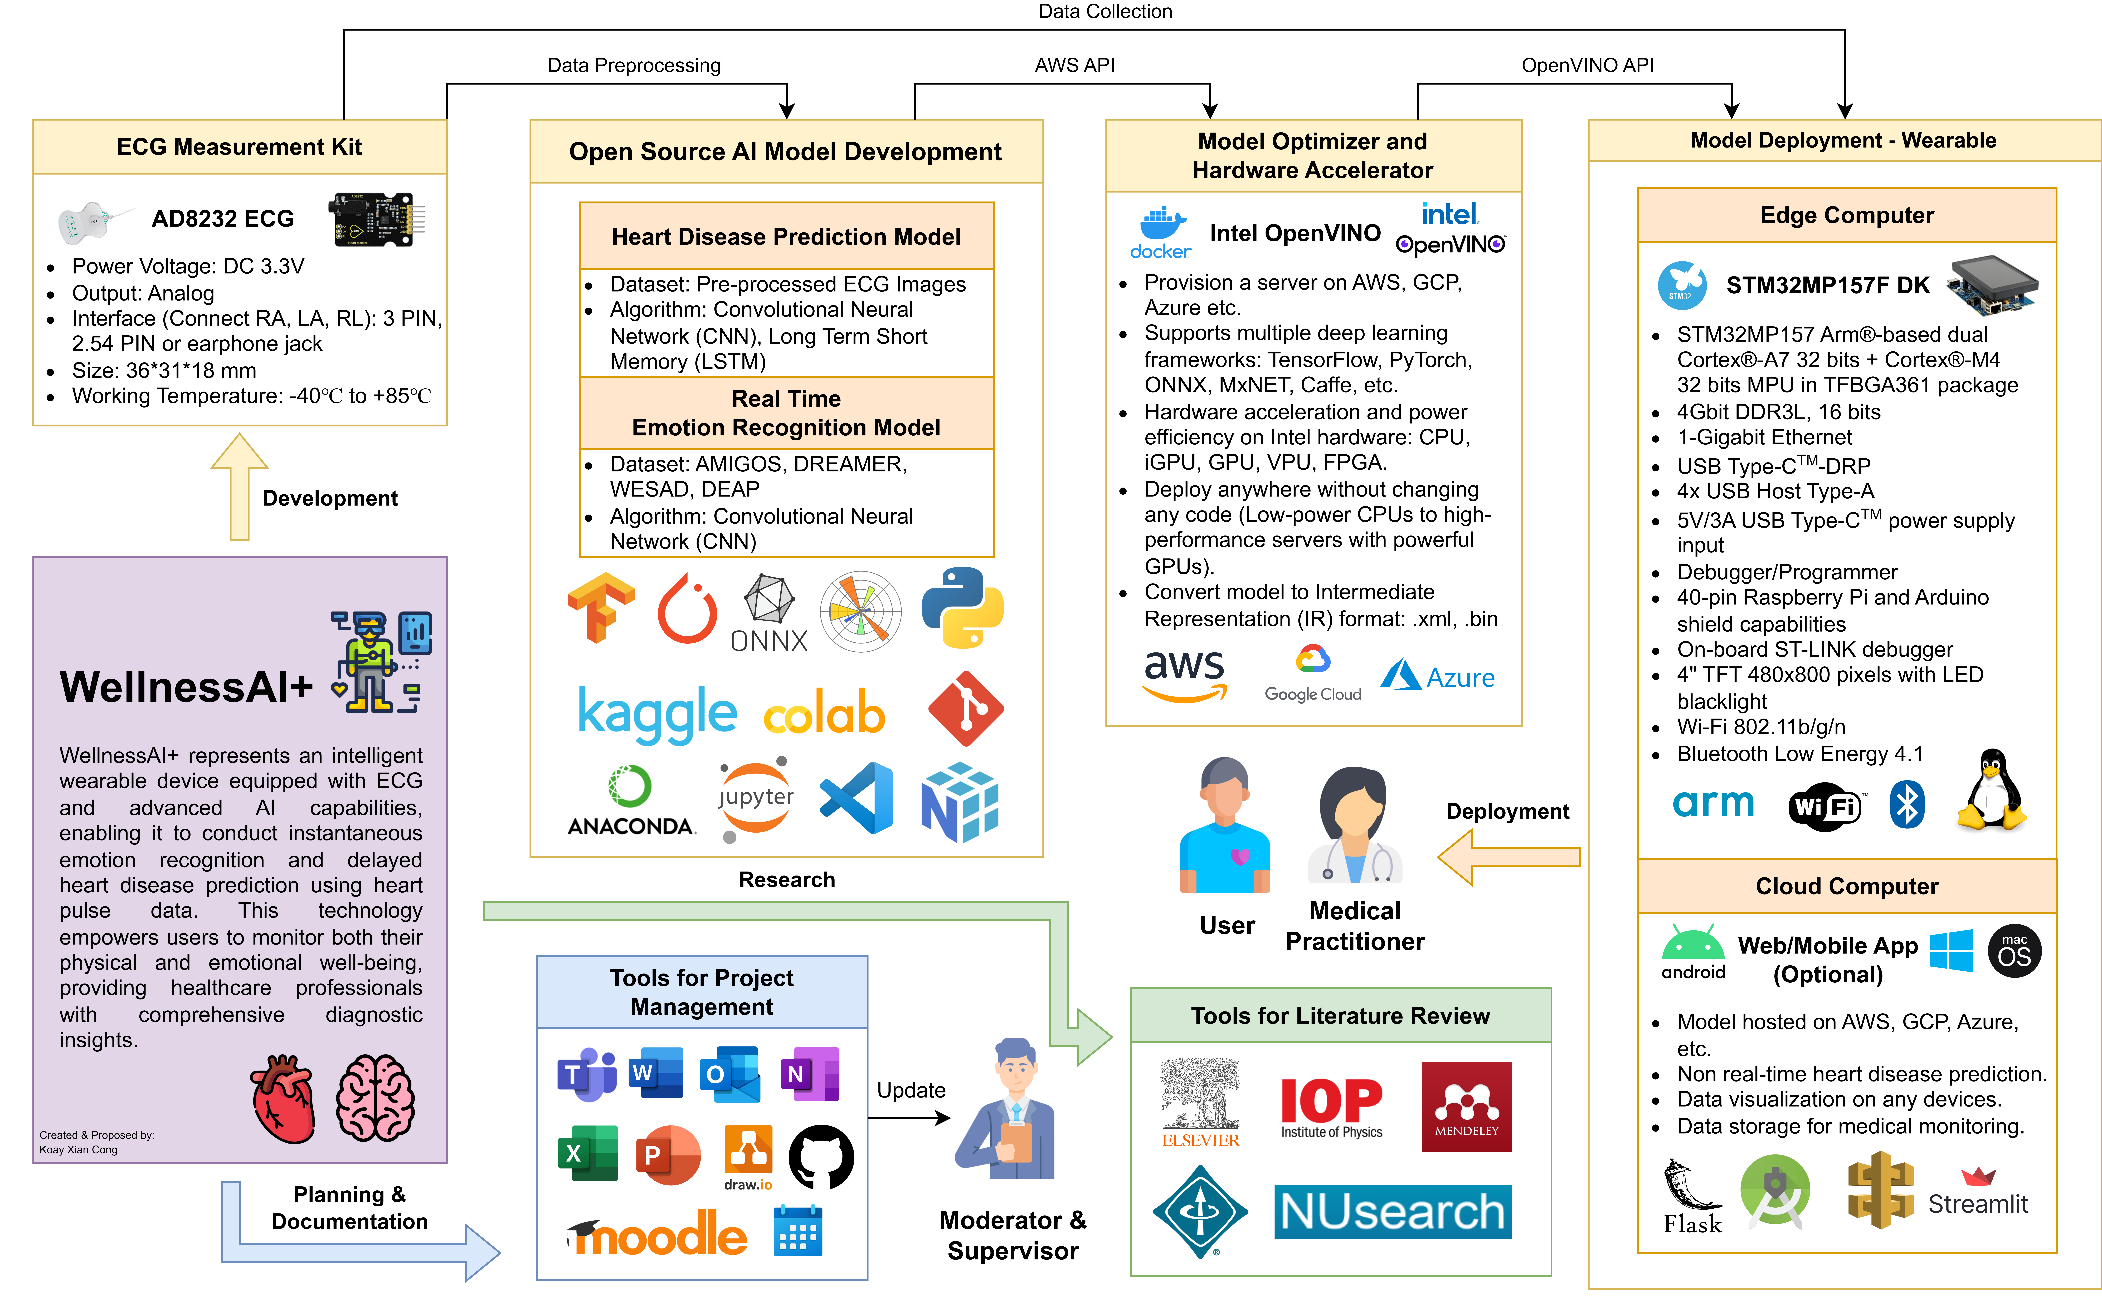 Data Collection
Data Preprocessing
AWS API
OpenVINO API
ECG Measurement Kit
AD8232 ECG
Power Voltage: DC 3.3V
Output: Analog
Interface (Connect RA, LA, RL): 3 PIN,
2.54 PIN or earphone jack
Size: 36*31*18 mm
Working Temperature: -40℃ to +85℃
Development
WellnessAI+
WellnessAI+ represents an intelligent
wearable device equipped with ECG
and advanced AI capabilities,
enabling it to conduct instantaneous
emotion recognition and delayed
heart disease prediction using heart
pulse data. This technology
empowers users to monitor both their
physical and emotional well-being,
providing healthcare professionals
with comprehensive diagnostic
insights.
Created & Proposed by:
Koay Xian Cong
Planning &
Documentation
Open Source AI Model Development
Heart Disease Prediction Model
Dataset: Pre-processed ECG Images
Algorithm: Convolutional Neural
Network (CNN), Long Term Short
Memory (LSTM)
Real Time
Emotion Recognition Model
Dataset: AMIGOS, DREAMER,
WESAD, DEAP
Algorithm: Convolutional Neural
Network (CNN)
ONNX
kaggle
colab
ANACONDA.
jupyter
N
Research
Tools for Project
Management
T
W
O
N
X
P
draw.io
moodle
Update
Moderator &
Supervisor
Model Optimizer and
Hardware Accelerator
docker
Intel OpenVINO
intel.
OpenVINO™
Provision a server on AWS, GCP,
Azure etc.
Supports multiple deep learning
frameworks: TensorFlow, PyTorch,
ONNX, MxNET, Caffe, etc.
Hardware acceleration and power
efficiency on Intel hardware: CPU,
iGPU, GPU, VPU, FPGA.
Deploy anywhere without changing
any code (Low-power CPUs to high-
performance servers with powerful
GPUs).
Convert model to Intermediate
Representation (IR) format: .xml, .bin
aws
Google Cloud
Azure
User
Medical
Practitioner
Deployment
Tools for Literature Review
ELSEVIER
IOP
Institute of Physics
MENDELEY
®
NUsearch
Model Deployment - Wearable
Edge Computer
STM32
STM32MP157F DK
STM32MP157 Arm®-based dual
Cortex®-A7 32 bits + Cortex®-M4
32 bits MPU in TFBGA361 package
4Gbit DDR3L, 16 bits
1-Gigabit Ethernet
USB Type-C™-DRP
4x USB Host Type-A
5V/3A USB Type-C™ power supply
input
Debugger/Programmer
40-pin Raspberry Pi and Arduino
shield capabilities
On-board ST-LINK debugger
4" TFT 480x800 pixels with LED
blacklight
Wi-Fi 802.11b/g/n
Bluetooth Low Energy 4.1
arm
Wi Fi™
Cloud Computer
android
Web/Mobile App
(Optional)
mac
OS
Model hosted on AWS, GCP, Azure,
etc.
Non real-time heart disease prediction.
Data visualization on any devices.
Data storage for medical monitoring.
Flask
Streamlit